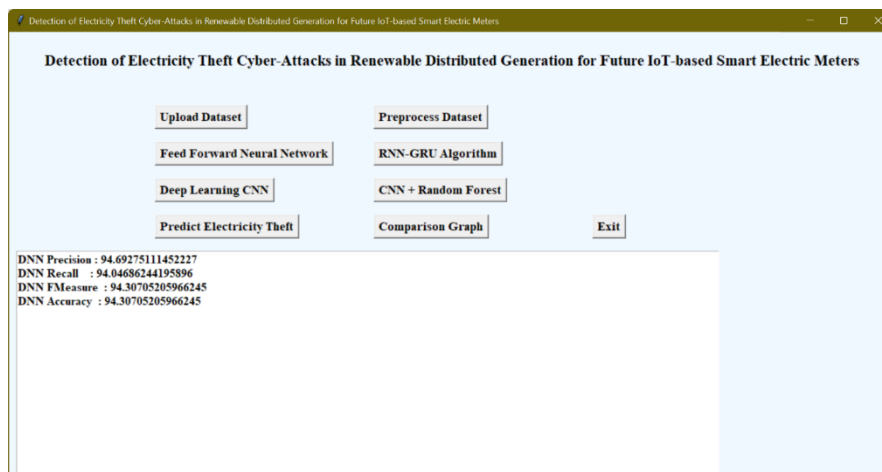 Detection of Electricity Theft Cyber-Attacks in Renewable Distributed Generation for Future IoT-based Smart Electric Meters
Detection of Electricity Theft Cyber-Attacks in Renewable Distributed Generation for Future IoT-based Smart Electric Meters
Upload Dataset Preprocess Dataset
Feed Forward Neural Network RNN-GRU Algorithm
Deep Learning CNN CNN + Random Forest
Predict Electricity Theft Comparison Graph Exit
DNN Precision : 94.69275111452227
DNN Recall : 94.04686244195896
DNN FMeasure : 94.30705205966245
DNN Accuracy : 94.30705205966245